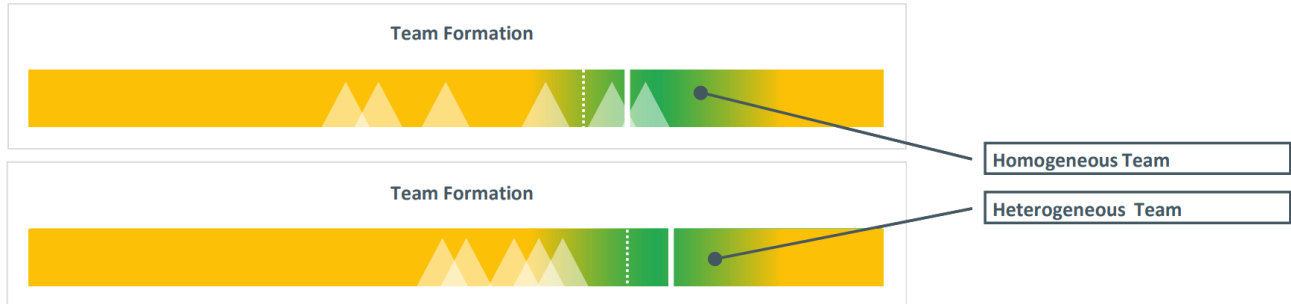 Team Formation
Homogeneous Team
Team Formation
Heterogeneous Team